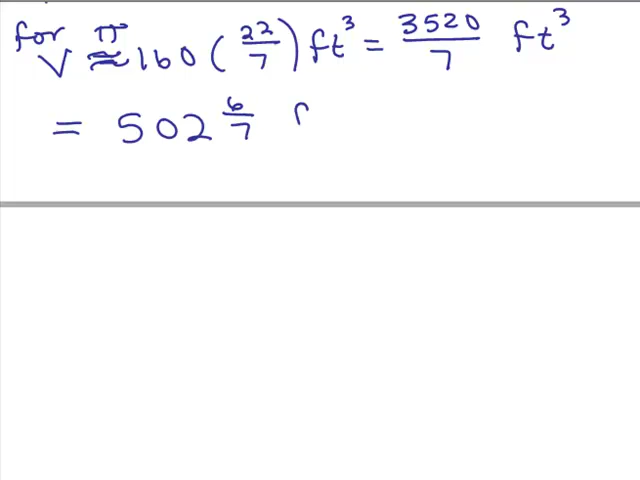 for π
V ≈ 160 (22/7) ft³ = 3520/7 ft³
= 502 6/7